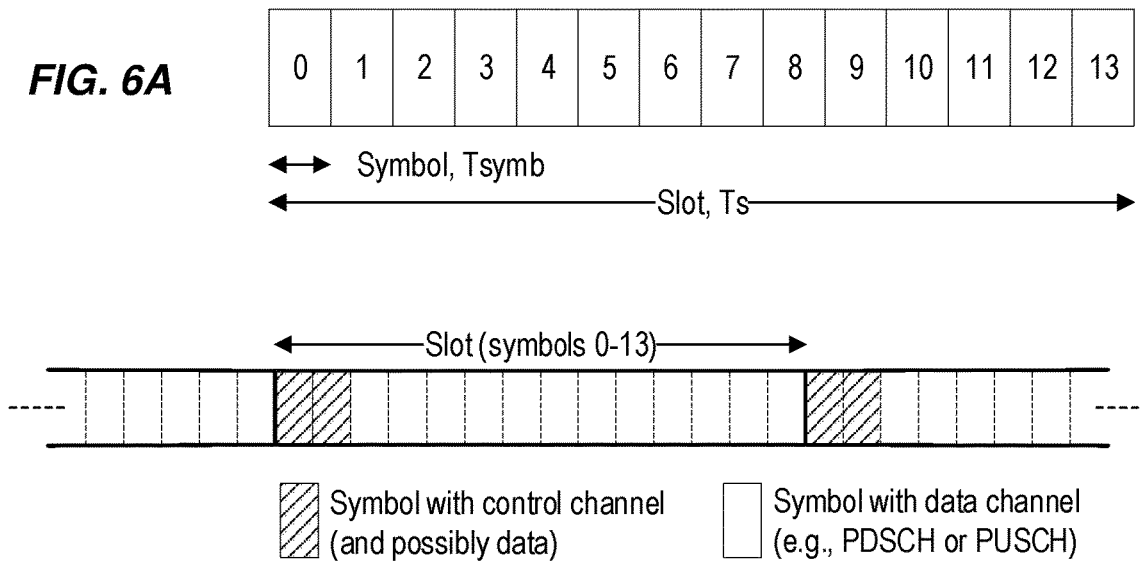 FIG. 6A
0 1 2 3 4 5 6 7 8 9 10 11 12 13
Symbol, Tsymb
Slot, Ts
Slot (symbols 0-13)
Symbol with control channel
(and possibly data)
Symbol with data channel
(e.g., PDSCH or PUSCH)